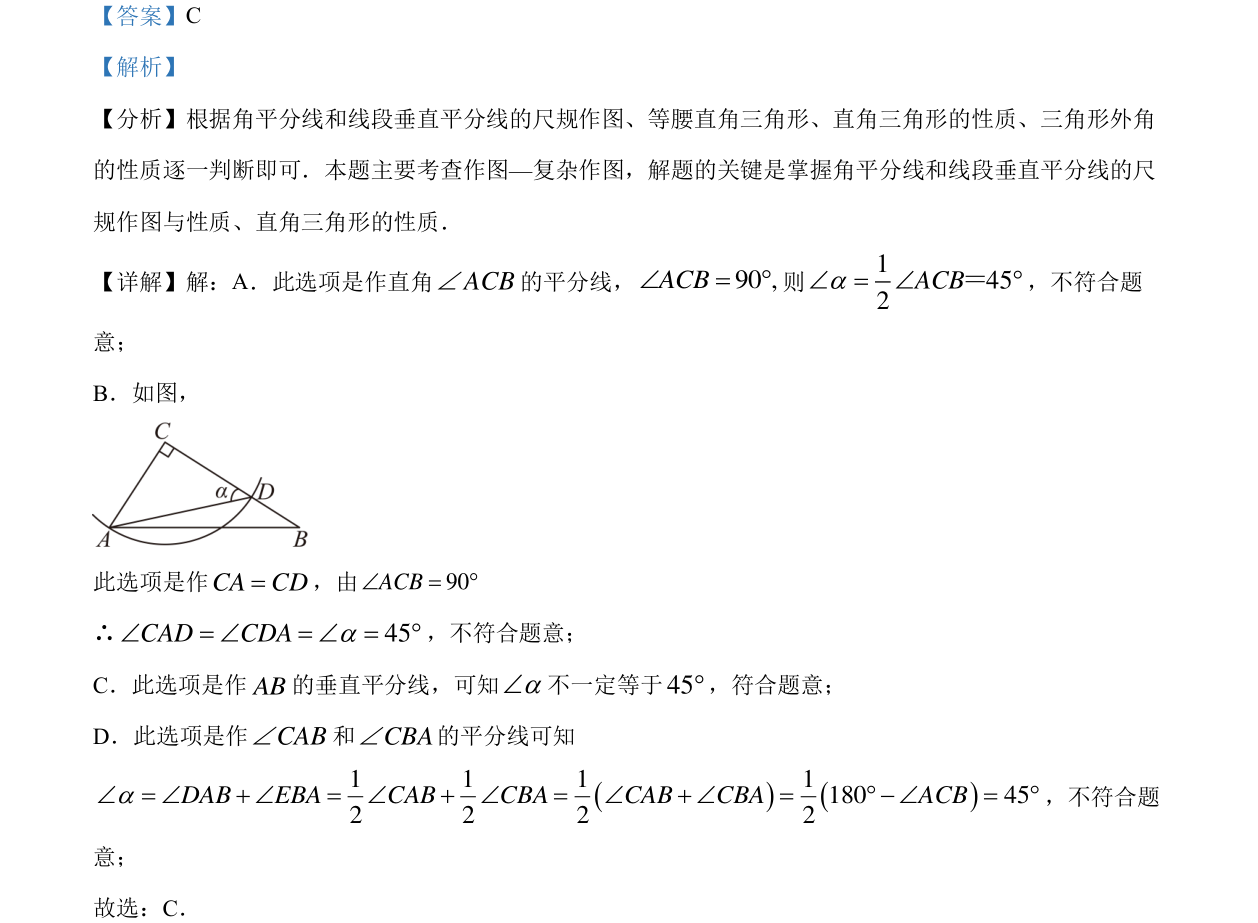 【答案】C
【解析】
【分析】根据角平分线和线段垂直平分线的尺规作图、等腰直角三角形、直角三角形的性质、三角形外角
的性质逐一判断即可．本题主要考查作图—复杂作图，解题的关键是掌握角平分线和线段垂直平分线的尺
规作图与性质、直角三角形的性质．
【详解】解：A．此选项是作直角∠ACB的平分线，∠ACB=90°,则∠α=1/2∠ACB=45°，不符合题
意；
B．如图，
C
α D
A B
此选项是作CA=CD，由∠ACB=90°
∴∠CAD=∠CDA=∠α=45°，不符合题意；
C．此选项是作AB的垂直平分线，可知∠α不一定等于45°，符合题意；
D．此选项是作∠CAB和∠CBA的平分线可知
∠α=∠DAB+∠EBA=1/2∠CAB+1/2∠CBA=1/2(∠CAB+∠CBA)=1/2(180°−∠ACB)=45°，不符合题
意；
故选：C．